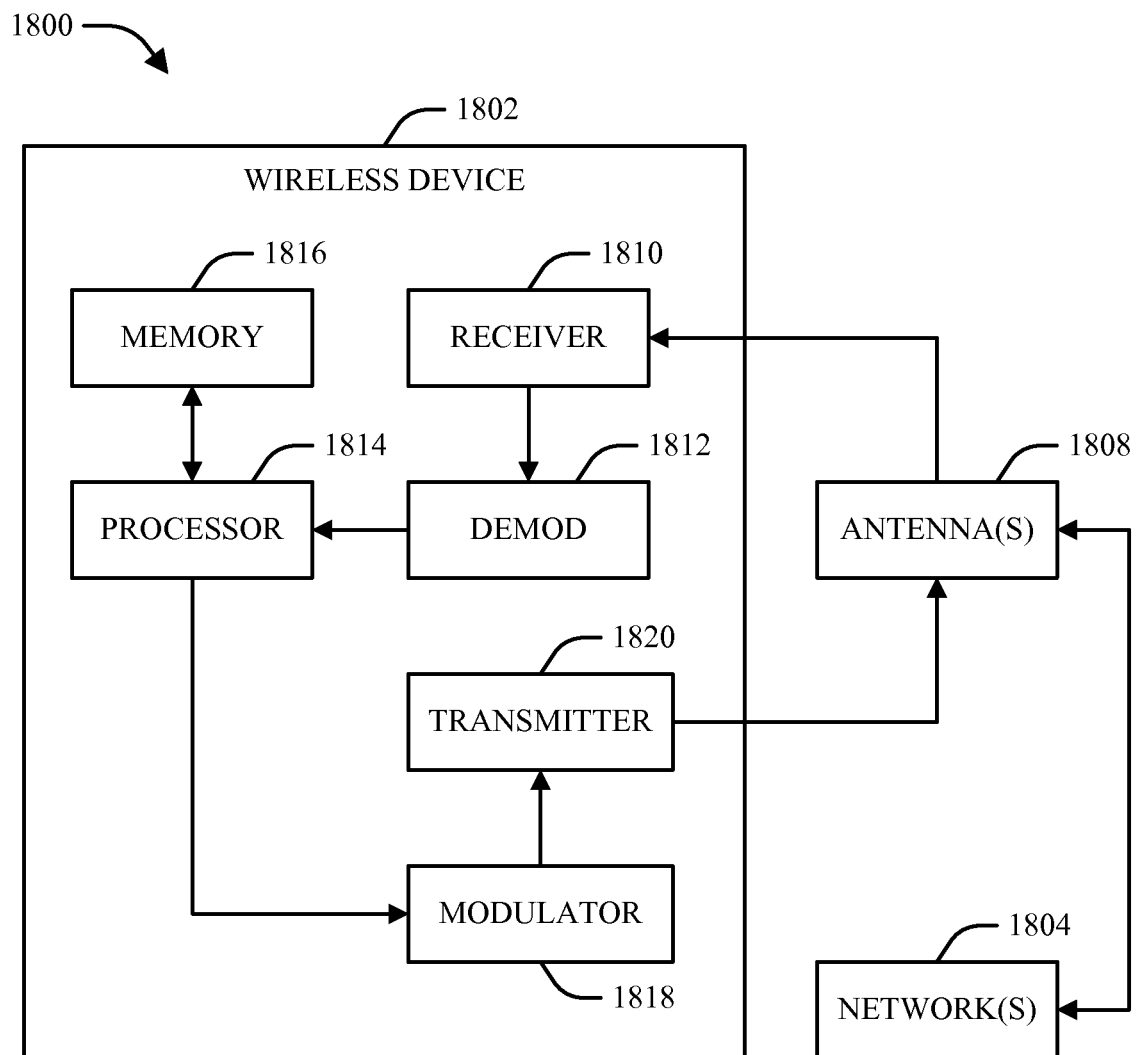 1800
1802
WIRELESS DEVICE
1816
1810
MEMORY
RECEIVER
1814
1812
1808
PROCESSOR
DEMOD
ANTENNA(S)
1820
TRANSMITTER
MODULATOR
1804
1818
NETWORK(S)